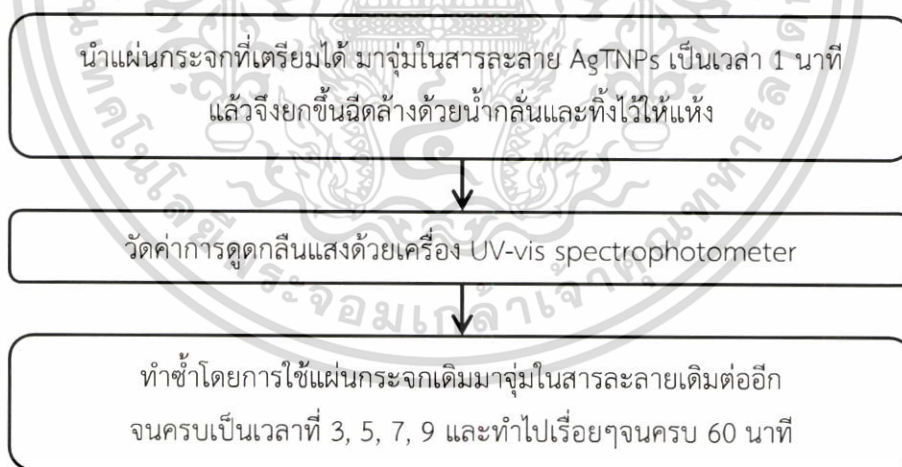 นำแผ่นกระจกที่เตรียมได้ มาจุ่มในสารละลาย AgTNPs เป็นเวลา 1 นาที
แล้วจึงยกขึ้นฉีดล้างด้วยน้ำกลั่นและทิ้งไว้ให้แห้ง
วัดค่าการดูดกลืนแสงด้วยเครื่อง UV-vis spectrophotometer
ทำซ้ำโดยการใช้แผ่นกระจกเดิมมาจุ่มในสารละลายเดิมต่ออีก
จนครบเป็นเวลาที่ 3, 5, 7, 9 และทำไปเรื่อยๆจนครบ 60 นาที